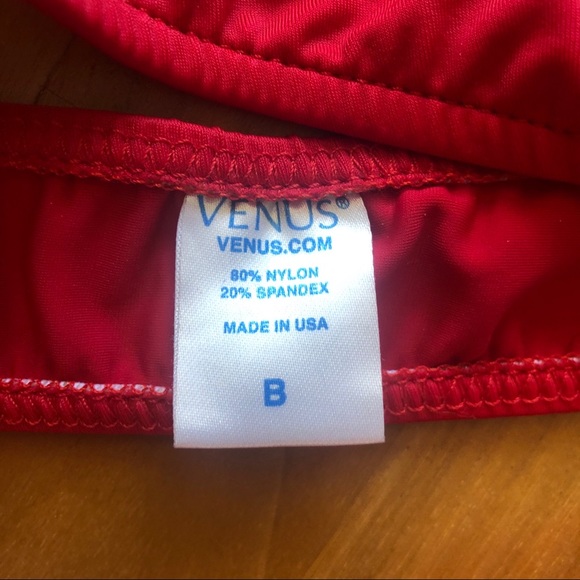 VENUS®
VENUS.COM
80% NYLON
20% SPANDEX
MADE IN USA
B